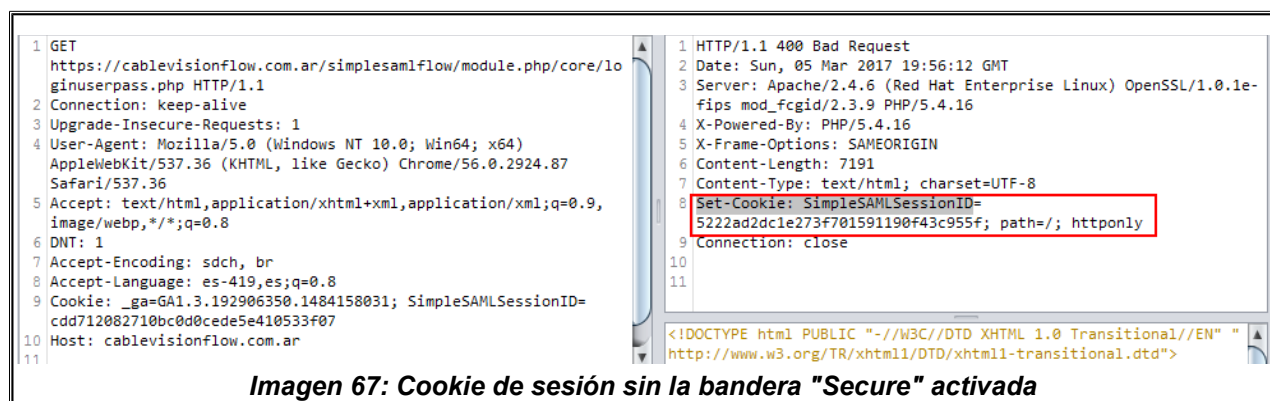 1 GET
https://cablevisionflow.com.ar/simplesamlflow/module.php/core/lo
ginuserpass.php HTTP/1.1
2 Connection: keep-alive
3 Upgrade-Insecure-Requests: 1
4 User-Agent: Mozilla/5.0 (Windows NT 10.0; Win64; x64)
AppleWebKit/537.36 (KHTML, like Gecko) Chrome/56.0.2924.87
Safari/537.36
5 Accept: text/html,application/xhtml+xml,application/xml;q=0.9,
image/webp,*/*;q=0.8
6 DNT: 1
7 Accept-Encoding: sdch, br
8 Accept-Language: es-419,es;q=0.8
9 Cookie: _ga=GA1.3.192906350.1484158031; SimpleSAMLSessionID=
cdd712082710bc0d0cede5e410533f07
10 Host: cablevisionflow.com.ar
11
1 HTTP/1.1 400 Bad Request
2 Date: Sun, 05 Mar 2017 19:56:12 GMT
3 Server: Apache/2.4.6 (Red Hat Enterprise Linux) OpenSSL/1.0.1e-
fips mod_fcgid/2.3.9 PHP/5.4.16
4 X-Powered-By: PHP/5.4.16
5 X-Frame-Options: SAMEORIGIN
6 Content-Length: 7191
7 Content-Type: text/html; charset=UTF-8
8 Set-Cookie: SimpleSAMLSessionID=
5222ad2dc1e273f701591190f43c955f; path=/; httponly
9 Connection: close
10
11
<!DOCTYPE html PUBLIC "-//W3C//DTD XHTML 1.0 Transitional//EN" "
http://www.w3.org/TR/xhtml1/DTD/xhtml1-transitional.dtd">
Imagen 67: Cookie de sesión sin la bandera "Secure" activada